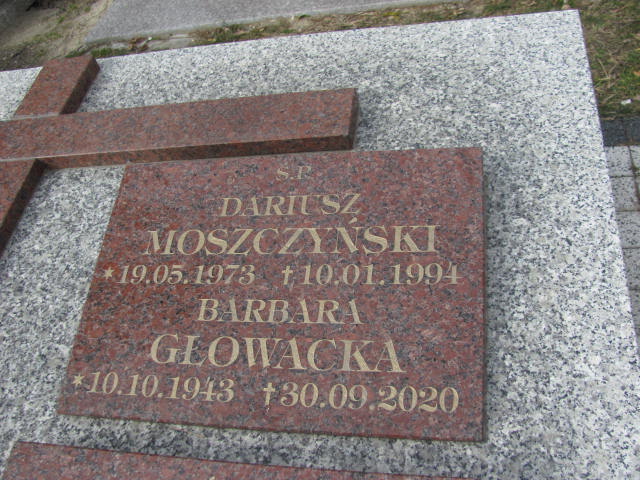 Ś.P.
DARIUSZ
MOSZCZYŃSKI
*19.05.1973 †10.01.1994
BARBARA
GŁOWACKA
*10.10.1943 †30.09.2020